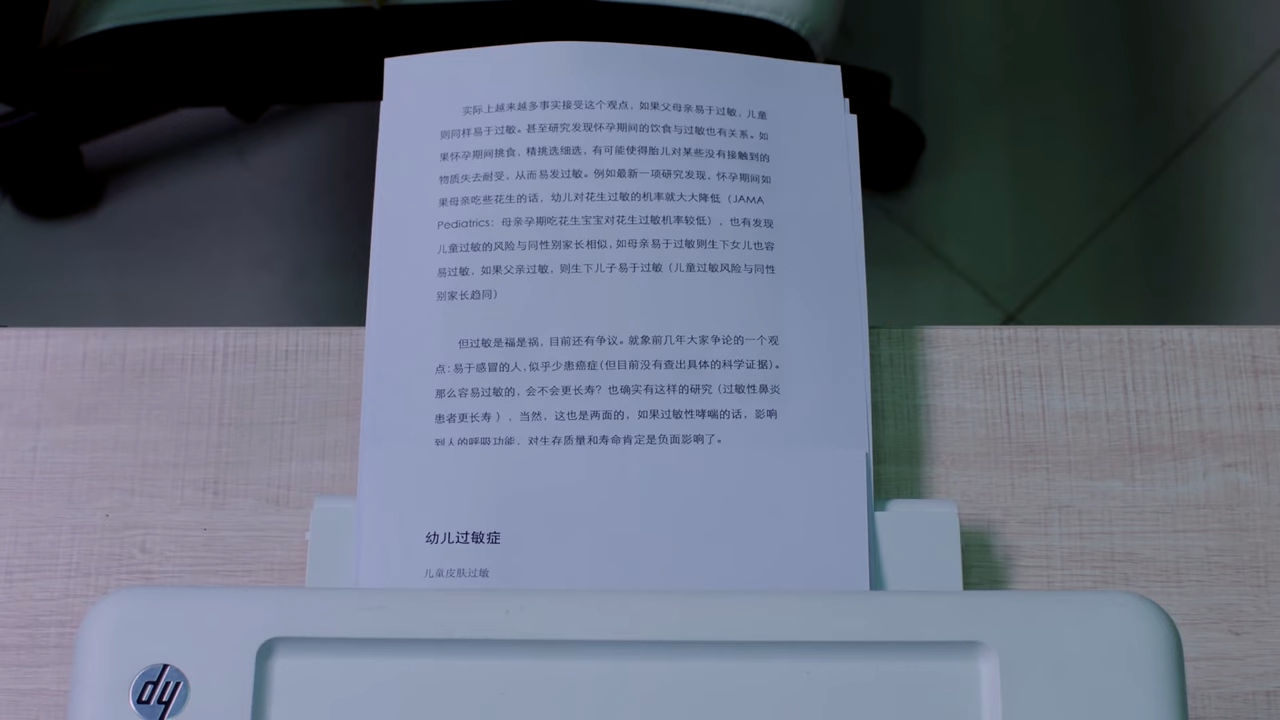 实际上越来越多事实接受这个观点，如果父母亲易于过敏，儿童
则同样易于过敏。甚至研究发现怀孕期间的饮食与过敏也有关系。如
果怀孕期间挑食，精挑选细选，有可能使得胎儿对某些没有接触到的
物质失去耐受，从而易发过敏。例如最新一项研究发现，怀孕期间如
果母亲吃些花生的话，幼儿对花生过敏的机率就大大降低（JAMA
Pediatrics：母亲孕期吃花生宝宝对花生过敏机率较低），也有发现
儿童过敏的风险与同性别家长相似，如母亲易于过敏则生下女儿也容
易过敏，如果父亲过敏，则生下儿子易于过敏（儿童过敏风险与同性
别家长趋同）
但过敏是福是祸，目前还有争议。就象前几年大家争论的一个观
点：易于感冒的人，似乎少患癌症（但目前没有查出具体的科学证据）。
那么容易过敏的，会不会更长寿？也确实有这样的研究（过敏性鼻炎
患者更长寿），当然，这也是两面的，如果过敏性哮喘的话，影响
到人的呼吸功能，对生存质量和寿命肯定是负面影响了。
幼儿过敏症
儿童皮肤过敏
dy